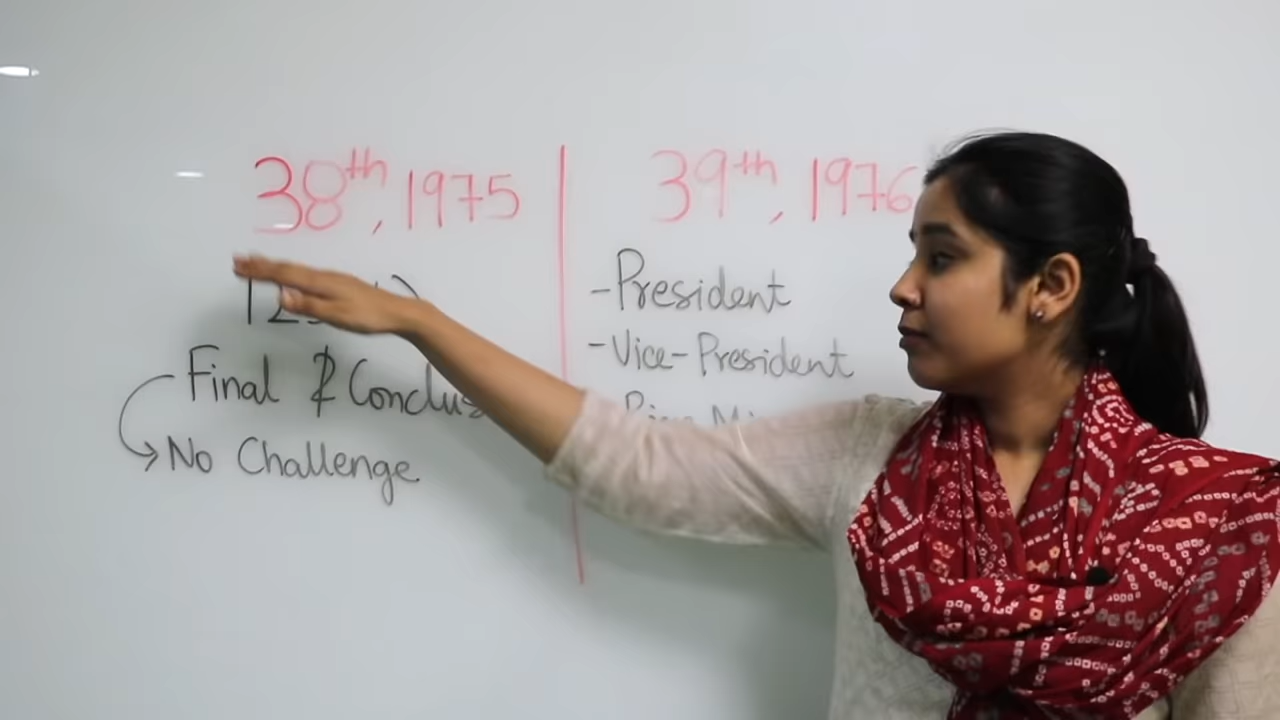 38th, 1975
Final & Conclus
No Challenge
39th, 1976
- President
- Vice-President